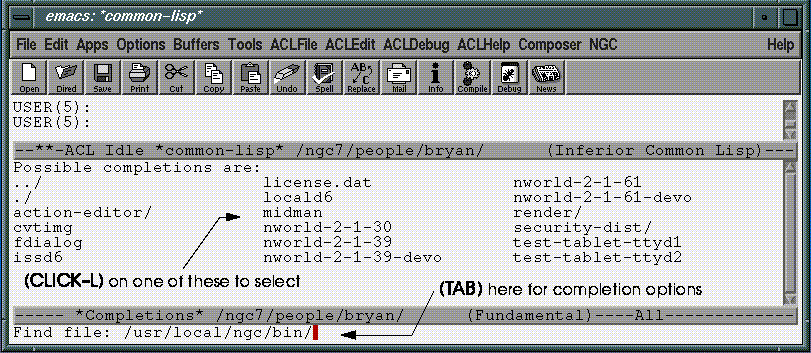 emacs: *common-lisp*
File Edit Apps Options Buffers Tools ACLFile ACLEdit ACLDebug ACLHelp Composer NGC Help
Open Dired Save Print Cut Copy Paste Undo Spell Replace Mail Info Compile Debug News
USER(5):
USER(5):
--**-ACL Idle *common-lisp* /ngc7/people/bryan/ (Inferior Common Lisp)---
Possible completions are:
../ license.dat nworld-2-1-61
./ locald6 nworld-2-1-61-devo
action-editor/ midman render/
cvtimg nworld-2-1-30 security-dist/
fdialog nworld-2-1-39 test-tablet-ttyd1
issd6 nworld-2-1-39-devo test-tablet-ttyd2
(CLICK-L) on one of these to select
(TAB) here for completion options
----- *Completions* /ngc7/people/bryan/ (Fundamental)----All-------------
Find file: /usr/local/ngc/bin/